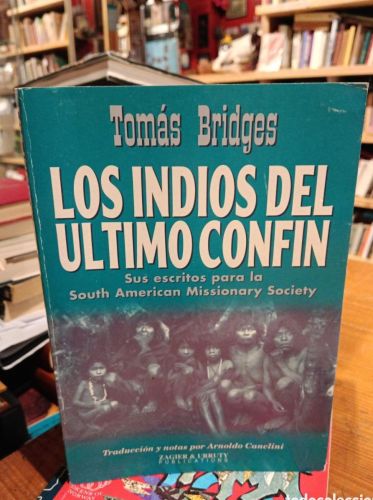 Tomás Bridges
LOS INDIOS DEL
ULTIMO CONFIN
Sus escritos para la
South American Missionary Society
Traducción y notas por Arnoldo Canclini
ZAGIER & URRUTY
PUBLICATIONS
todocoleccion